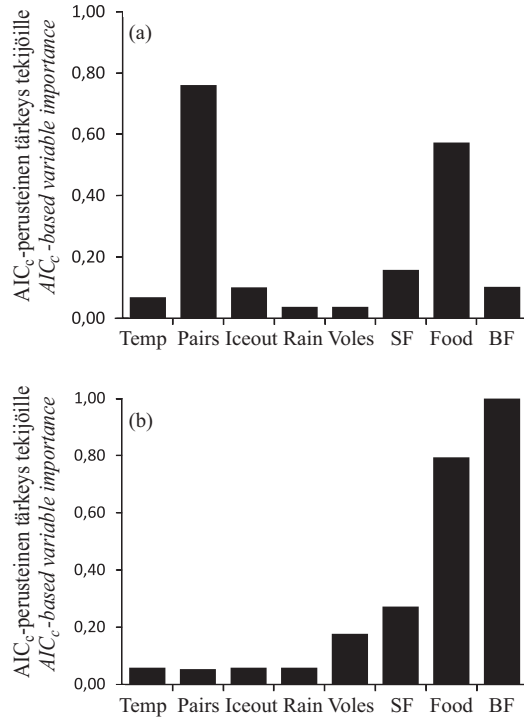 AICc-perusteinen tärkeys tekijöille
AICc-based variable importance
(a)
1,00
0,80
0,60
0,40
0,20
0,00
Temp Pairs Iceout Rain Voles SF Food BF
AICc-perusteinen tärkeys tekijöille
AICc-based variable importance
(b)
1,00
0,80
0,60
0,40
0,20
0,00
Temp Pairs Iceout Rain Voles SF Food BF